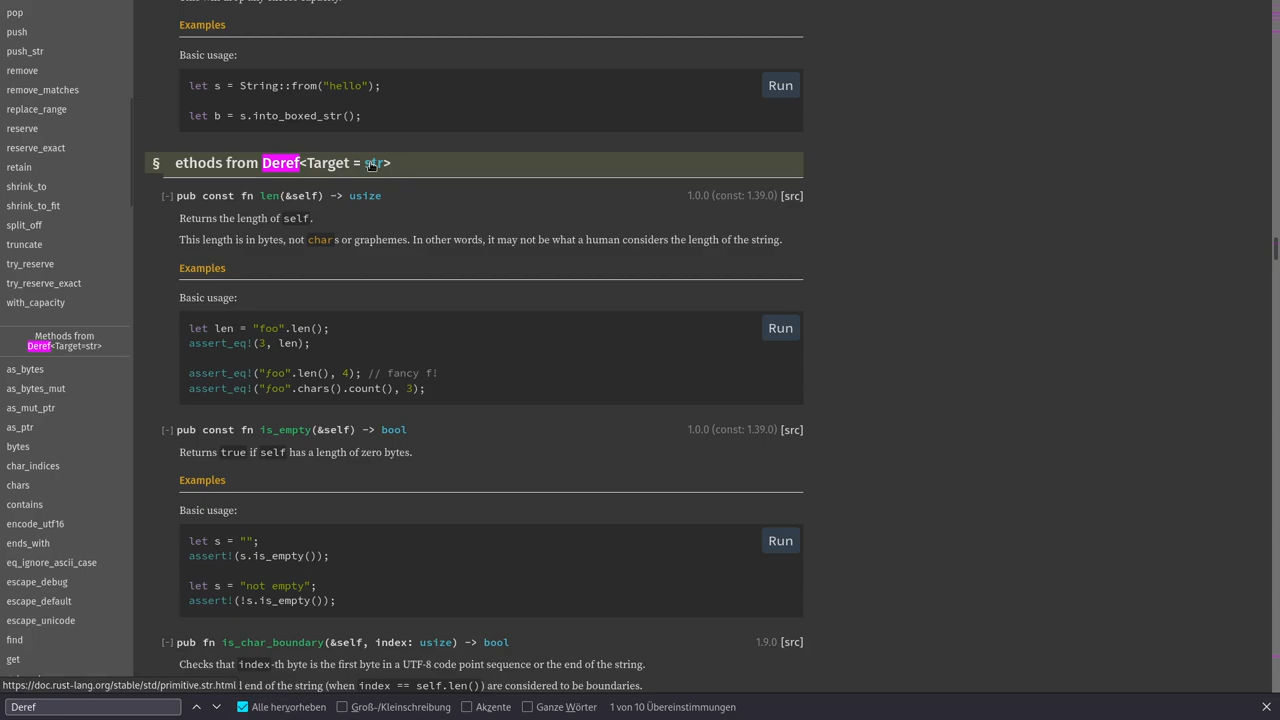 pop
push
push_str
remove
remove_matches
replace_range
reserve
reserve_exact
retain
shrink_to
shrink_to_fit
split_off
truncate
try_reserve
try_reserve_exact
with_capacity
Methods from
Deref<Target=str>
as_bytes
as_bytes_mut
as_mut_ptr
as_ptr
bytes
char_indices
chars
contains
encode_utf16
ends_with
eq_ignore_ascii_case
escape_debug
escape_default
escape_unicode
find
get
Examples
Basic usage:
let s = String::from("hello");
Run
let b = s.into_boxed_str();
§ ethods from Deref<Target = str>
[-] pub const fn len(&self) -> usize 1.0.0 (const: 1.39.0) [src]
Returns the length of self.
This length is in bytes, not chars or graphemes. In other words, it may not be what a human considers the length of the string.
Examples
Basic usage:
let len = "foo".len();
Run
assert_eq!(3, len);
assert_eq!("ƒoo".len(), 4); // fancy f!
assert_eq!("ƒoo".chars().count(), 3);
[-] pub const fn is_empty(&self) -> bool 1.0.0 (const: 1.39.0) [src]
Returns true if self has a length of zero bytes.
Examples
Basic usage:
let s = "";
Run
assert!(s.is_empty());
let s = "not empty";
assert!(!s.is_empty());
[-] pub fn is_char_boundary(&self, index: usize) -> bool 1.9.0 [src]
Checks that index-th byte is the first byte in a UTF-8 code point sequence or the end of the string.
https://doc.rust-lang.org/stable/std/primitive.str.html
l end of the string (when index == self.len()) are considered to be boundaries.
Deref
Alle hervorheben
Groß-/Kleinschreibung
Akzente
Ganze Wörter
1 von 10 Übereinstimmungen